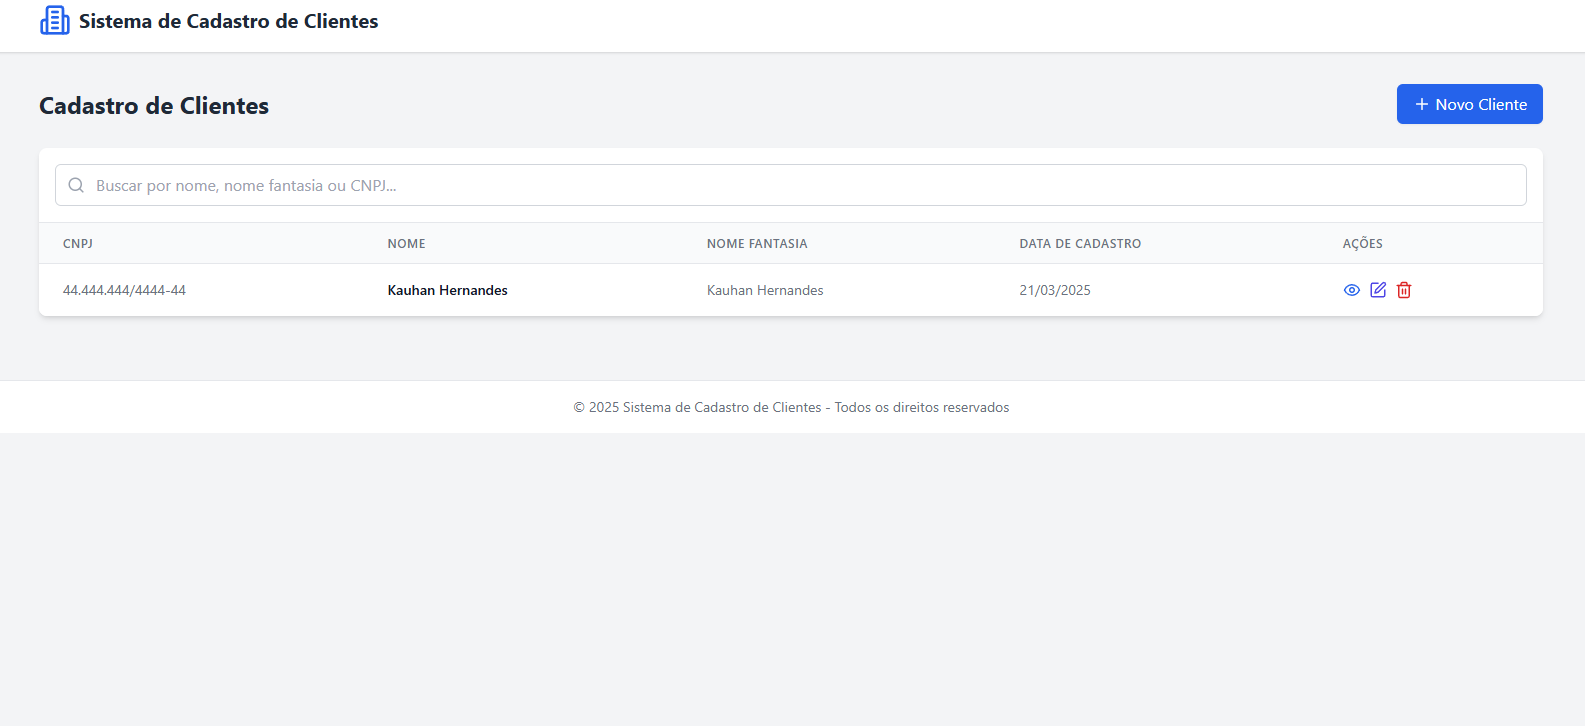 Sistema de Cadastro de Clientes
Cadastro de Clientes
+ Novo Cliente
Buscar por nome, nome fantasia ou CNPJ...
CNPJ NOME NOME FANTASIA DATA DE CADASTRO AÇÕES
44.444.444/4444-44 Kauhan Hernandes Kauhan Hernandes 21/03/2025
© 2025 Sistema de Cadastro de Clientes - Todos os direitos reservados